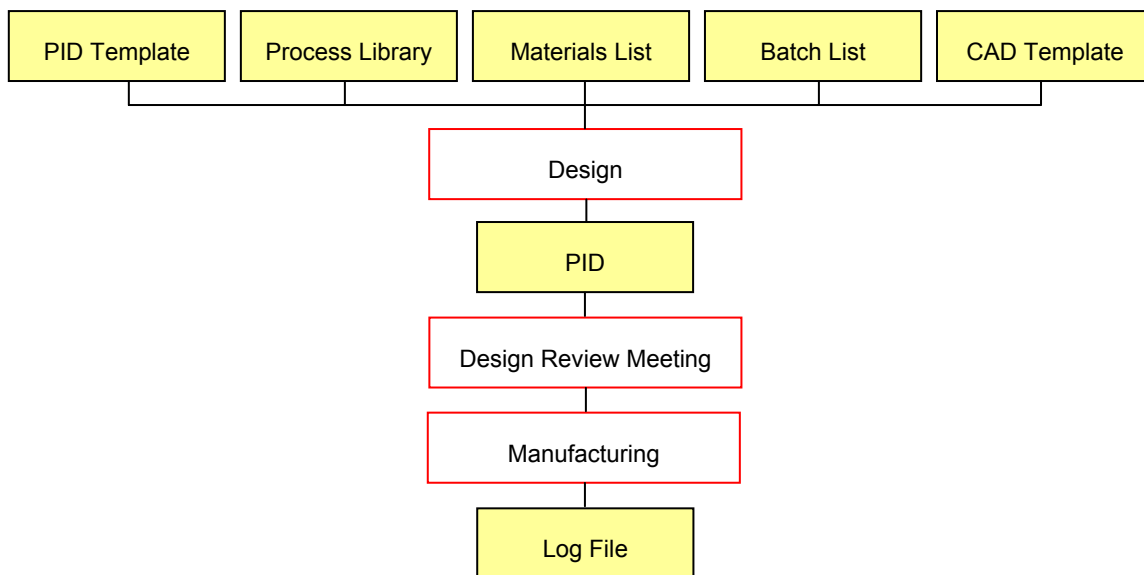 PID Template
Process Library
Materials List
Batch List
CAD Template
Design
PID
Design Review Meeting
Manufacturing
Log File